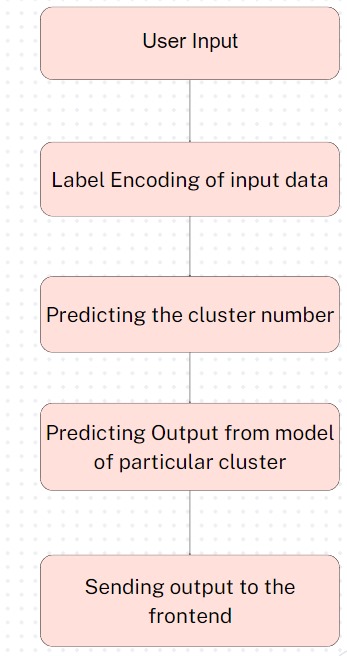 User Input
Label Encoding of input data
Predicting the cluster number
Predicting Output from model
of particular cluster
Sending output to the
frontend